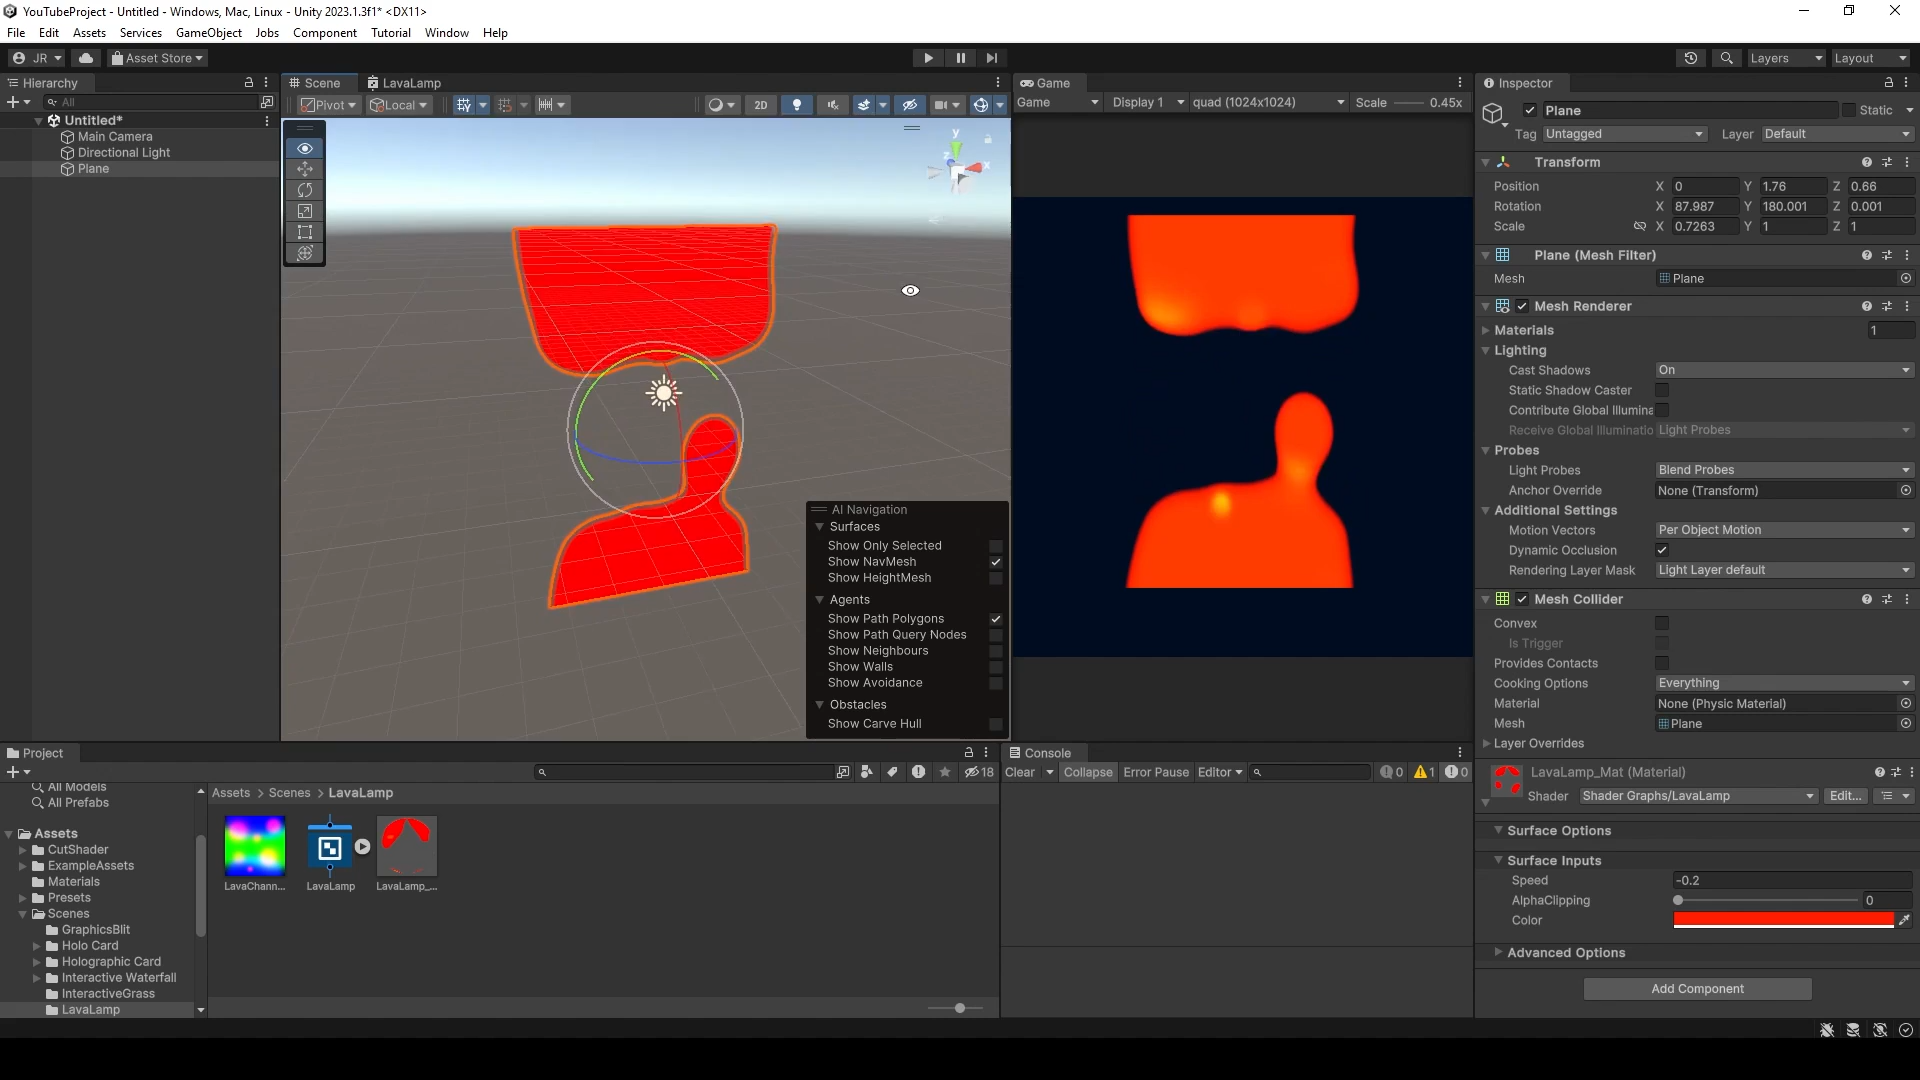 YouTubeProject - Untitled - Windows, Mac, Linux - Unity 2023.1.3f1* <DX11>
File Edit Assets Services GameObject Jobs Component Tutorial Window Help
JR Asset Store Layers Layout
Hierarchy
All
Untitled*
Main Camera
Directional Light
Plane
Scene LavaLamp
Pivot Local 2D
y
x
z
AI Navigation
Surfaces
Show Only Selected
Show NavMesh
Show HeightMesh
Agents
Show Path Polygons
Show Path Query Nodes
Show Neighbours
Show Walls
Show Avoidance
Obstacles
Show Carve Hull
Game
Game Display 1 quad (1024x1024) Scale 0.45x
Inspector
Plane Static
Tag Untagged Layer Default
Transform
Position X 0 Y 1.76 Z 0.66
Rotation X 87.987 Y 180.001 Z 0.001
Scale X 0.7263 Y 1 Z 1
Plane (Mesh Filter)
Mesh Plane
Mesh Renderer
Materials 1
Lighting
Cast Shadows On
Static Shadow Caster
Contribute Global Illumina
Receive Global Illuminatio Light Probes
Probes
Light Probes Blend Probes
Anchor Override None (Transform)
Additional Settings
Motion Vectors Per Object Motion
Dynamic Occlusion
Rendering Layer Mask Light Layer default
Mesh Collider
Convex
Is Trigger
Provides Contacts
Cooking Options Everything
Material None (Physic Material)
Mesh Plane
Layer Overrides
LavaLamp_Mat (Material)
Shader Shader Graphs/LavaLamp Edit...
Surface Options
Surface Inputs
Speed -0.2
AlphaClipping 0
Color
Advanced Options
Add Component
Project
18
All Models
All Prefabs
Assets
CutShader
ExampleAssets
Materials
Presets
Scenes
GraphicsBlit
Holo Card
Holographic Card
Interactive Waterfall
InteractiveGrass
LavaLamp
Assets > Scenes > LavaLamp
LavaChann... LavaLamp LavaLamp_...
Console
Clear Collapse Error Pause Editor 0 1 0